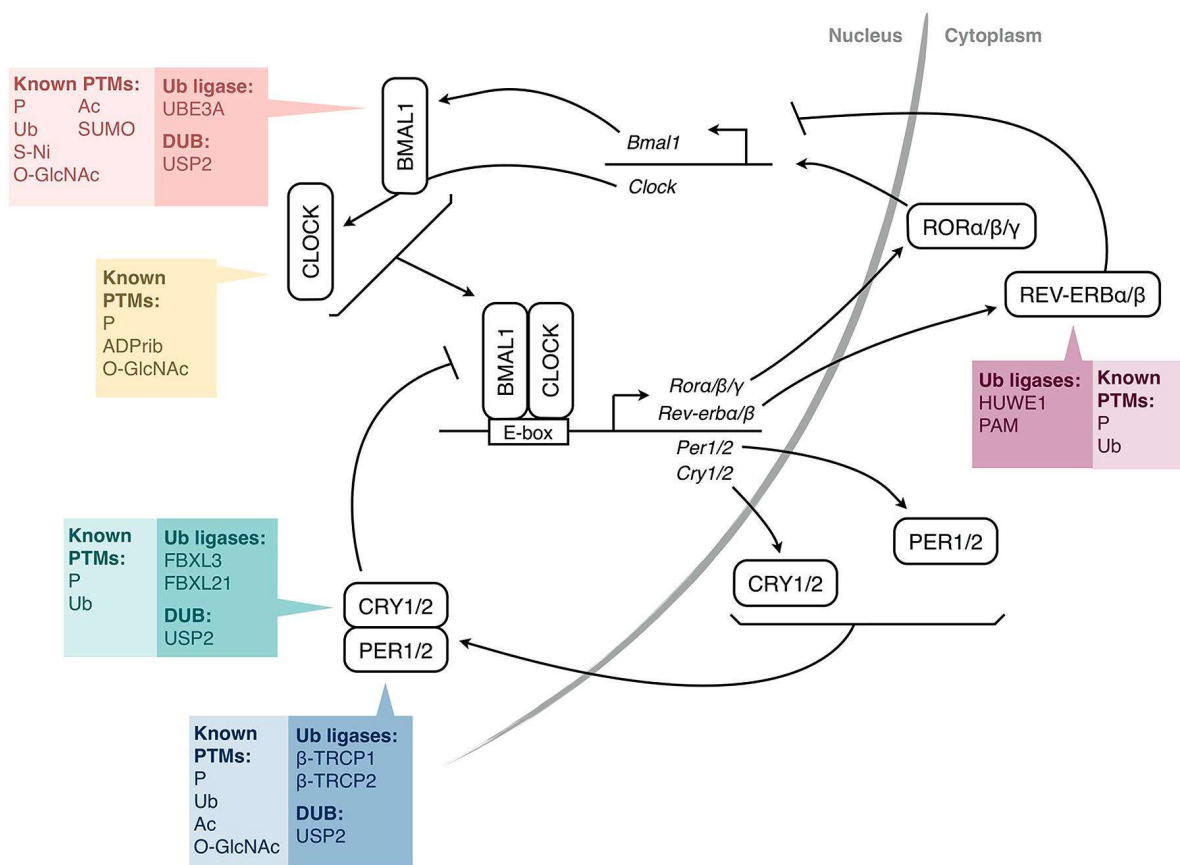 Nucleus
Cytoplasm
Known PTMs:
P Ac
Ub SUMO
S-Ni
O-GlcNAc
Ub ligase:
UBE3A
DUB:
USP2
BMAL1
CLOCK
Bmal1
Clock
RORα/β/γ
REV-ERBα/β
Known
PTMs:
P
ADPrib
O-GlcNAc
BMAL1
CLOCK
E-box
Rorα/β/γ
Rev-erbα/β
Per1/2
Cry1/2
Ub ligases:
HUWE1
PAM
Known
PTMs:
P
Ub
PER1/2
CRY1/2
Known
PTMs:
P
Ub
Ub ligases:
FBXL3
FBXL21
DUB:
USP2
CRY1/2
PER1/2
Known
PTMs:
P
Ub
Ac
O-GlcNAc
Ub ligases:
β-TRCP1
β-TRCP2
DUB:
USP2